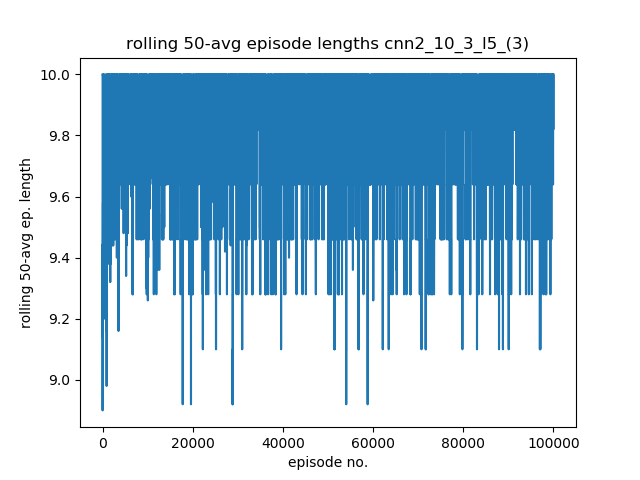 rolling 50-avg episode lengths cnn2_10_3_l5_(3)
rolling 50-avg ep. length
10.0
9.8
9.6
9.4
9.2
9.0
0 20000 40000 60000 80000 100000
episode no.